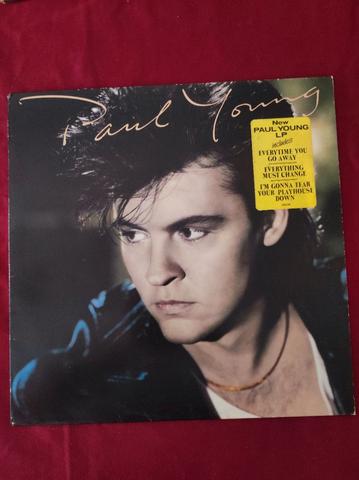 Paul Young
New
PAUL YOUNG
LP
includes:
EVERYTIME YOU
GO AWAY
EVERYTHING
MUST CHANGE
I'M GONNA TEAR
YOUR PLAYHOUSE
DOWN